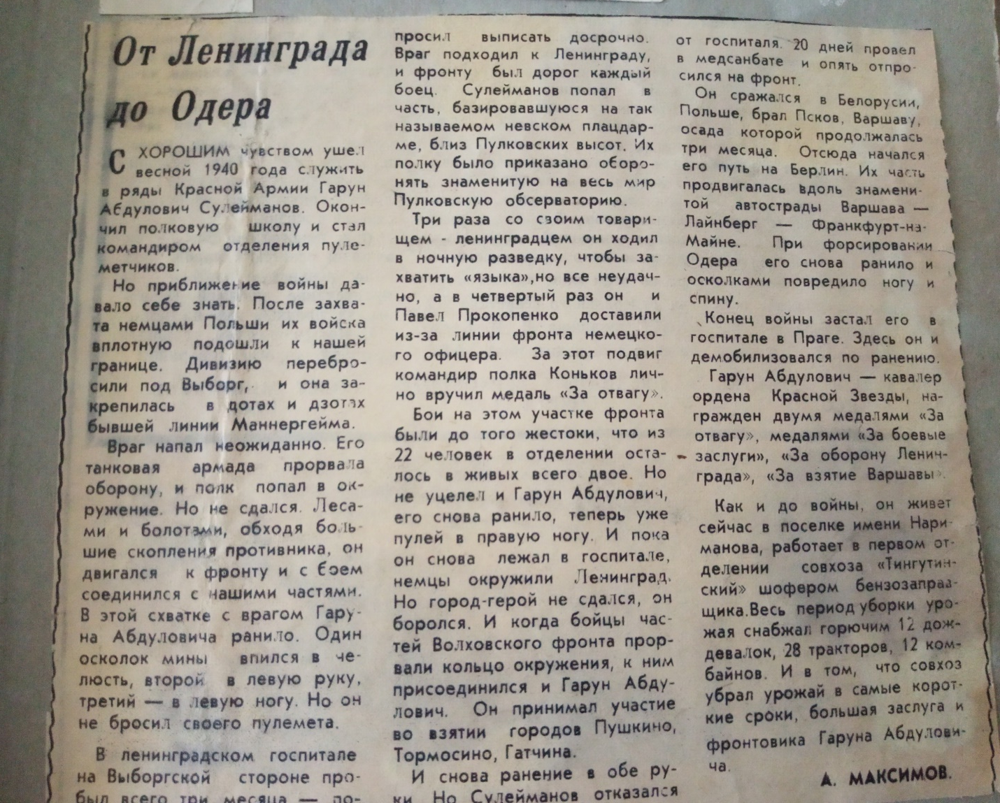 От Ленинграда
до Одера
С ХОРОШИМ чувством ушел
весной 1940 года служить
в ряды Красной Армии Гарун
Абдулович Сулейманов. Окон-
чил полковую школу и стал
командиром отделения пуле-
метчиков.
Но приближение войны да-
вало себе знать. После захва-
та немцами Польши их войска
вплотную подошли к нашей
границе. Дивизию перебро-
сили под Выборг, и она за-
крепилась в дотах и дзотах
бывшей линии Маннергейма.
Враг напал неожиданно. Его
танковая армада прорвала
оборону, и полк попал в ок-
ружение. Но не сдался. Леса-
ми и болотами, обходя боль-
шие скопления противника, он
двигался к фронту и с боем
соединился с нашими частями.
В этой схватке с врагом Гару-
на Абдуловича ранило. Один
осколок мины впился в че-
люсть, второй в левую руку,
третий — в левую ногу. Но он
не бросил своего пулемета.
В ленинградском госпитале
на Выборгской стороне про-
был всего три месяца — по-
просил выписать досрочно.
Враг подходил к Ленинграду,
и фронту был дорог каждый
боец. Сулейманов попал в
часть, базировавшуюся на так
называемом невском плацдар-
ме, близ Пулковских высот. Их
полку было приказано оборо-
нять знаменитую на весь мир
Пулковскую обсерваторию.
Три раза со своим товари-
щем - ленинградцем он ходил
в ночную разведку, чтобы за-
хватить «языка»,но все неудач-
но, а в четвертый раз он и
Павел Прокопенко доставили
из-за линии фронта немецко-
го офицера. За этот подвиг
командир полка Коньков лич-
но вручил медаль «За отвагу».
Бои на этом участке фронта
были до того жестоки, что из
22 человек в отделении оста-
лось в живых всего двое. Но
не уцелел и Гарун Абдулович,
его снова ранило, теперь уже
пулей в правую ногу. И пока
он снова лежал в госпитале,
немцы окружили Ленинград.
Но город-герой не сдался, он
боролся. И когда бойцы час-
тей Волховского фронта прор-
вали кольцо окружения, к ним
присоединился и Гарун Абду-
лович. Он принимал участие
во взятии городов Пушкино,
Тормосино, Гатчина.
И снова ранение в обе ру-
ки. Но Сулейманов отказался
от госпиталя. 20 дней провел
в медсанбате и опять отпро-
сился на фронт.
Он сражался в Белорусии,
Польше, брал Псков, Варшаву,
осада которой продолжалась
три месяца. Отсюда начался
его путь на Берлин. Их часть
продвигалась вдоль знамени-
той автострады Варшава —
Лайнберг — Франкфурт-на-
Майне. При форсировании
Одера его снова ранило и
осколками повредило ногу и
спину.
Конец войны застал его в
госпитале в Праге. Здесь он и
демобилизовался по ранению.
Гарун Абдулович — кавалер
ордена Красной Звезды, на-
гражден двумя медалями «За
отвагу», медалями «За боевые
заслуги», «За оборону Ленин-
града», «За взятие Варшавы».
Как и до войны, он живет
сейчас в поселке имени Нари-
манова, работает в первом от-
делении совхоза «Тингутин-
ский» шофером бензозаправ-
щика.Весь период уборки уро-
жая снабжал горючим 12 дож-
девалок, 28 тракторов, 12 ком-
байнов. И в том, что совхоз
убрал урожай в самые корот-
кие сроки, большая заслуга и
фронтовика Гаруна Абдулови-
ча.
А. МАКСИМОВ.